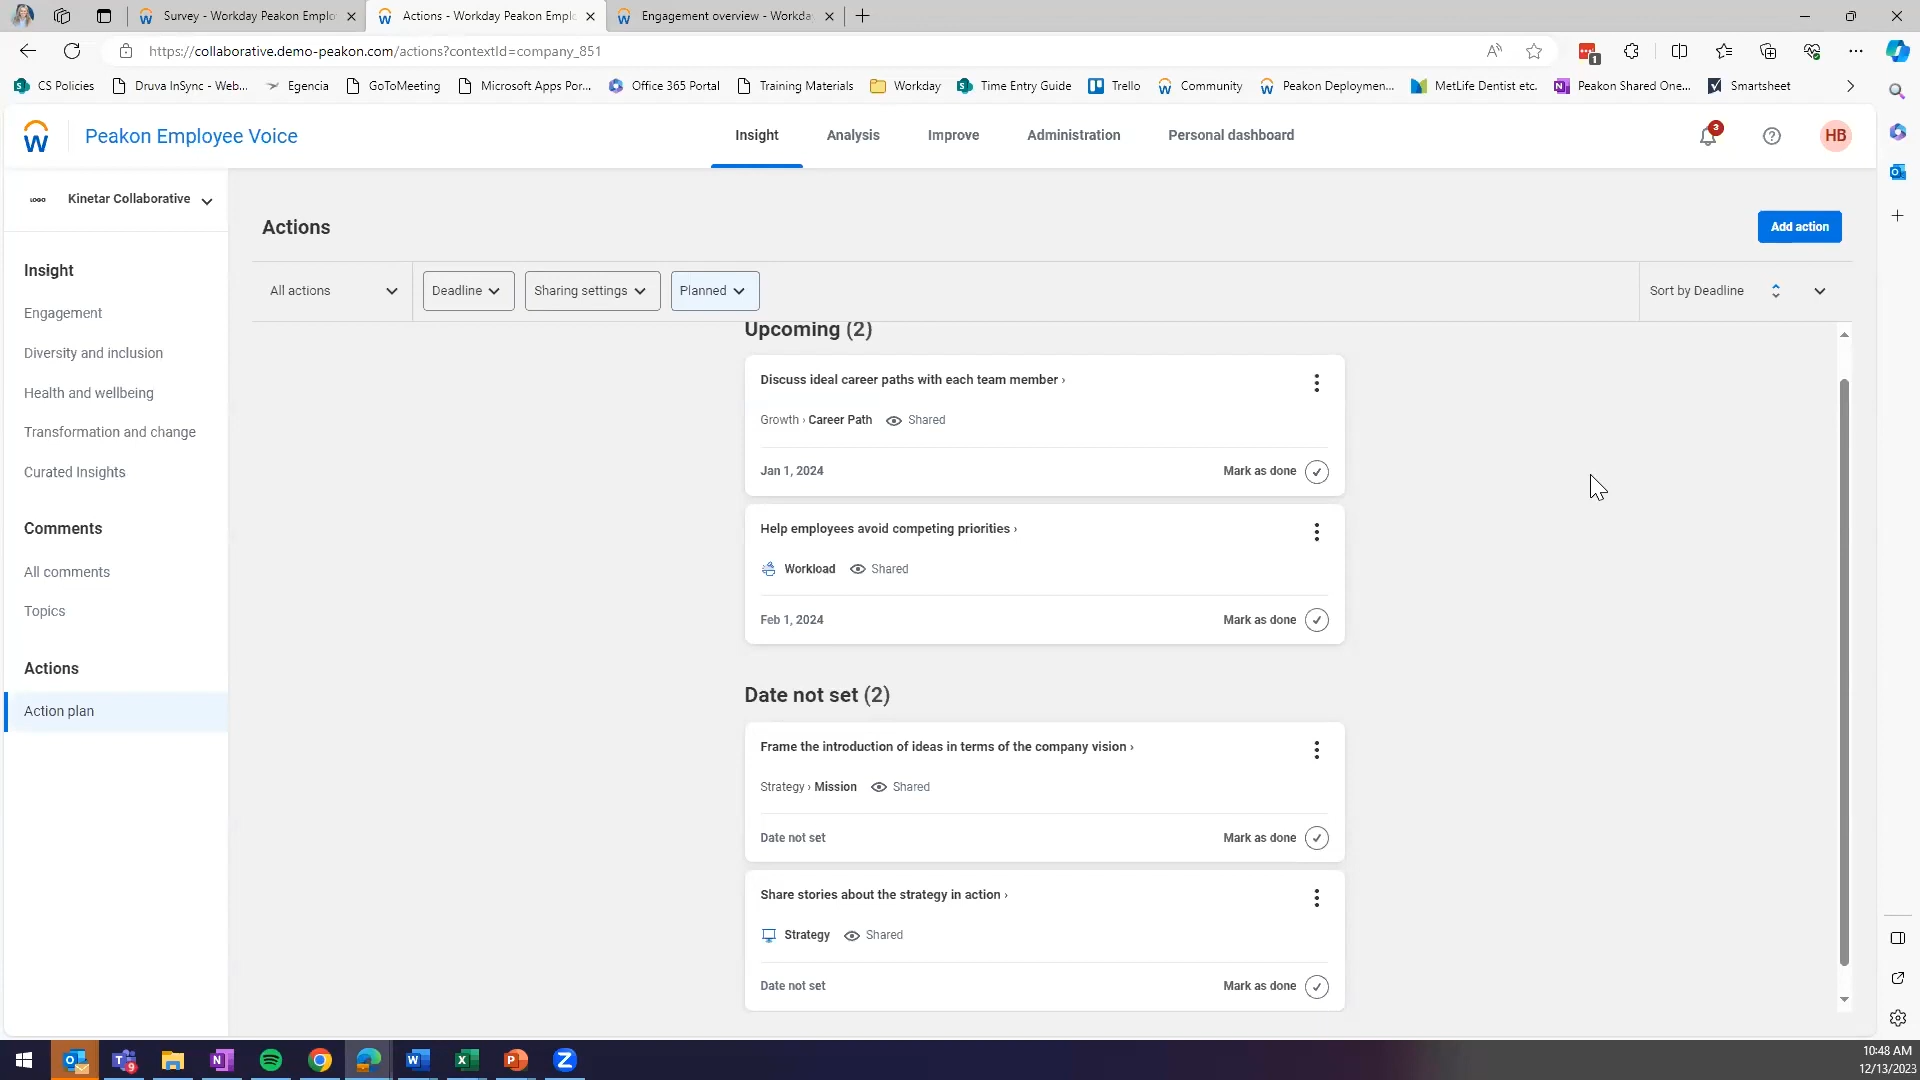 Survey - Workday Peakon Emplo
Actions - Workday Peakon Emplo
Engagement overview - Workda
https://collaborative.demo-peakon.com/actions?contextId=company_851
1
CS Policies
Druva InSync - Web...
Egencia
GoToMeeting
Microsoft Apps Por...
Office 365 Portal
Training Materials
Workday
Time Entry Guide
Trello
Community
Peakon Deploymen...
MetLife Dentist etc.
Peakon Shared One...
Smartsheet
Peakon Employee Voice
Insight
Analysis
Improve
Administration
Personal dashboard
3
HB
LOGO
Kinetar Collaborative
Insight
Engagement
Diversity and inclusion
Health and wellbeing
Transformation and change
Curated Insights
Comments
All comments
Topics
Actions
Action plan
Actions
Add action
All actions
Deadline
Sharing settings
Planned
Sort by Deadline
Upcoming (2)
Discuss ideal career paths with each team member ›
Growth › Career Path Shared
Jan 1, 2024
Mark as done
Help employees avoid competing priorities ›
Workload Shared
Feb 1, 2024
Mark as done
Date not set (2)
Frame the introduction of ideas in terms of the company vision ›
Strategy › Mission Shared
Date not set
Mark as done
Share stories about the strategy in action ›
Strategy Shared
Date not set
Mark as done
9
10:48 AM
12/13/2023